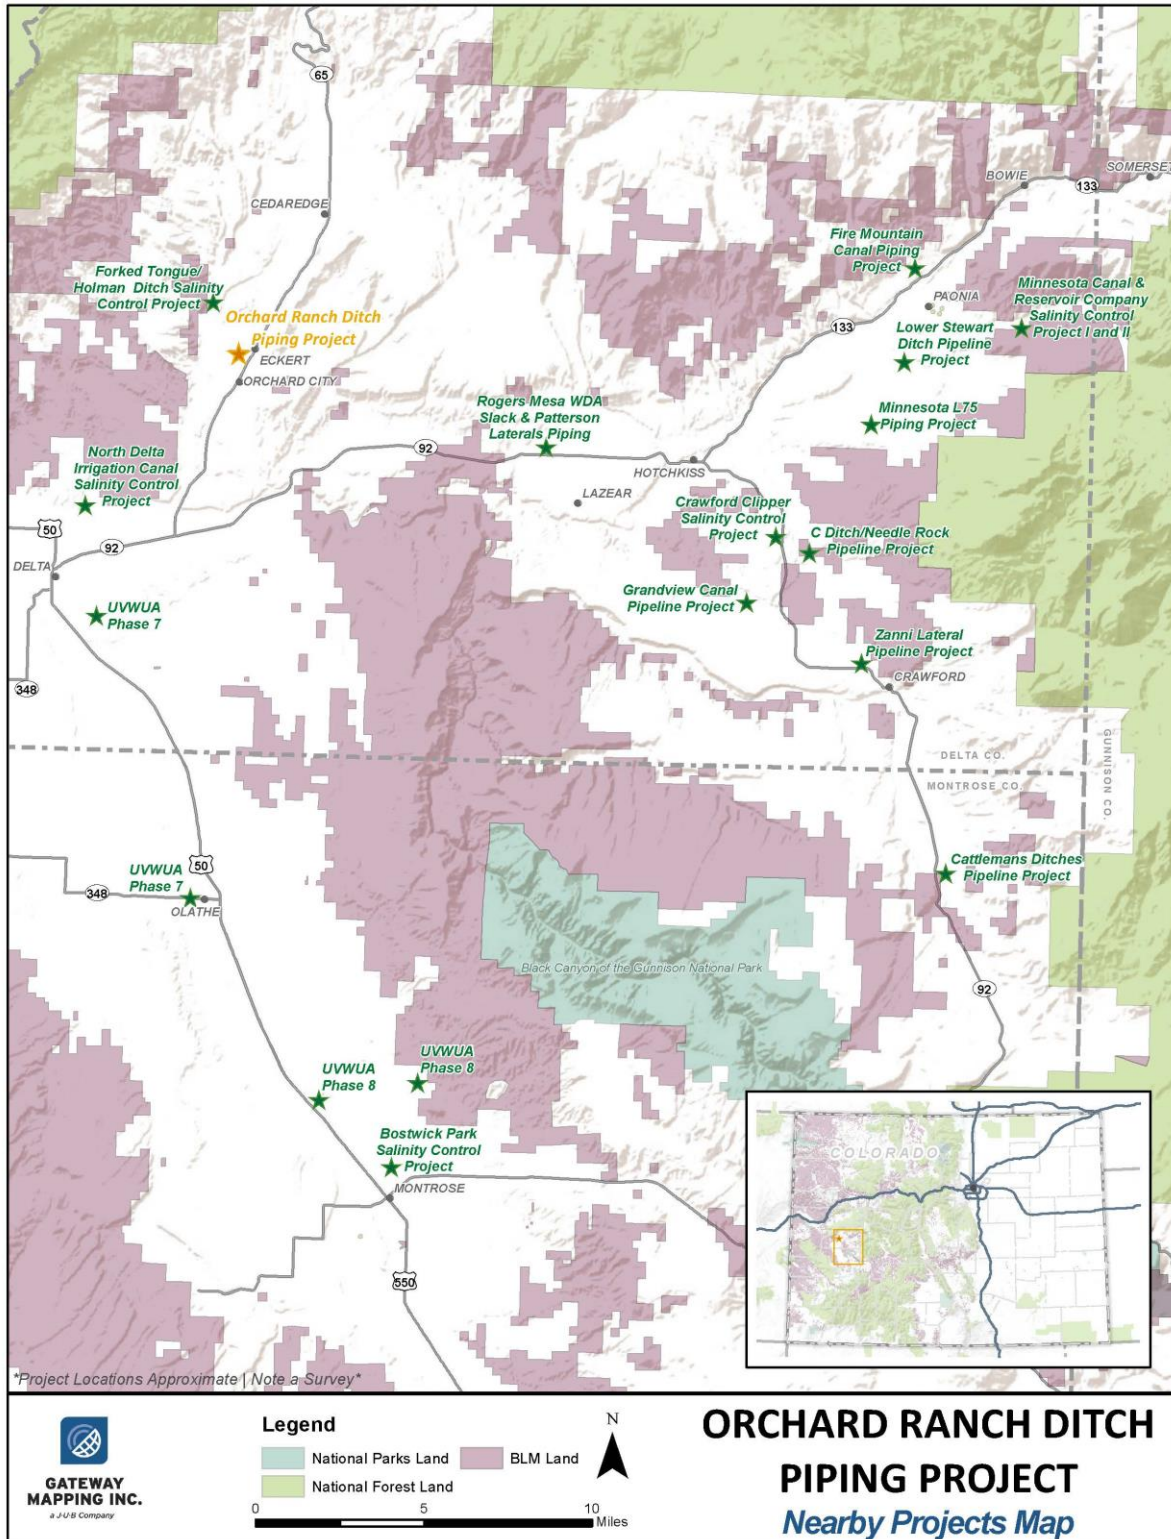 65
CEDAREDGE
SOMERSET
BOWIE
133
Fire Mountain
Canal Piping
Project
Forked Tongue/
Holman Ditch Salinity
Control Project
Minnesota Canal &
Reservoir Company
Salinity Control
Project I and II
PAONIA
Orchard Ranch Ditch
Piping Project
133
Lower Stewart
Ditch Pipeline
Project
ECKERT
ORCHARD CITY
Rogers Mesa WDA
Slack & Patterson
Laterals Piping
Minnesota L75
Piping Project
North Delta
Irrigation Canal
Salinity Control
Project
92
HOTCHKISS
LAZEAR
Crawford Clipper
Salinity Control
Project
50
92
C Ditch/Needle Rock
Pipeline Project
DELTA
Grandview Canal
Pipeline Project
UVWUA
Phase 7
Zanni Lateral
Pipeline Project
348
CRAWFORD
DELTA CO.
MONTROSE CO.
GUNNISON CO.
UVWUA
Phase 7
50
348
OLATHE
Cattlemans Ditches
Pipeline Project
Black Canyon of the Gunnison National Park
92
UVWUA
Phase 8
UVWUA
Phase 8
Bostwick Park
Salinity Control
Project
MONTROSE
550
COLORADO
*Project Locations Approximate | Note a Survey*
GATEWAY
MAPPING INC.
a J-U-B Company
Legend
National Parks Land
BLM Land
National Forest Land
N
0 5 10
Miles
ORCHARD RANCH DITCH
PIPING PROJECT
Nearby Projects Map